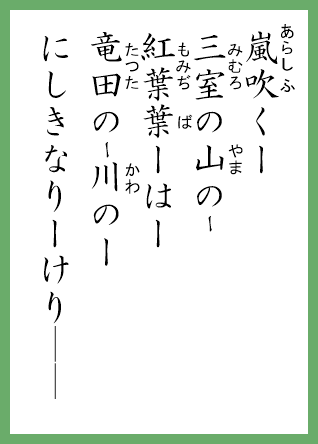 嵐吹くー
三室の山のー
紅葉葉ーはー
竜田のー川のー
にしきなりーけり——
あらしふ
みむろ
やま
もみぢ
ば
たつた
かわ